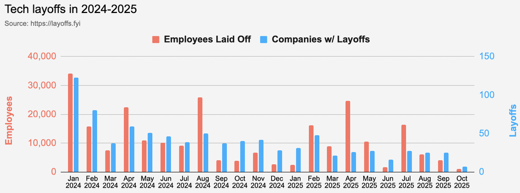 Tech layoffs in 2024-2025
Source: https://layoffs.fyi
Employees Laid Off Companies w/ Layoffs
40,000 150
30,000
100
20,000
50
10,000
0 0
Employees
Layoffs
Jan Feb Mar Apr May Jun Jul Aug Sep Oct Nov Dec Jan Feb Mar Apr May Jun Jul Aug Sep Oct
2024 2024 2024 2024 2024 2024 2024 2024 2024 2024 2024 2024 2025 2025 2025 2025 2025 2025 2025 2025 2025 2025